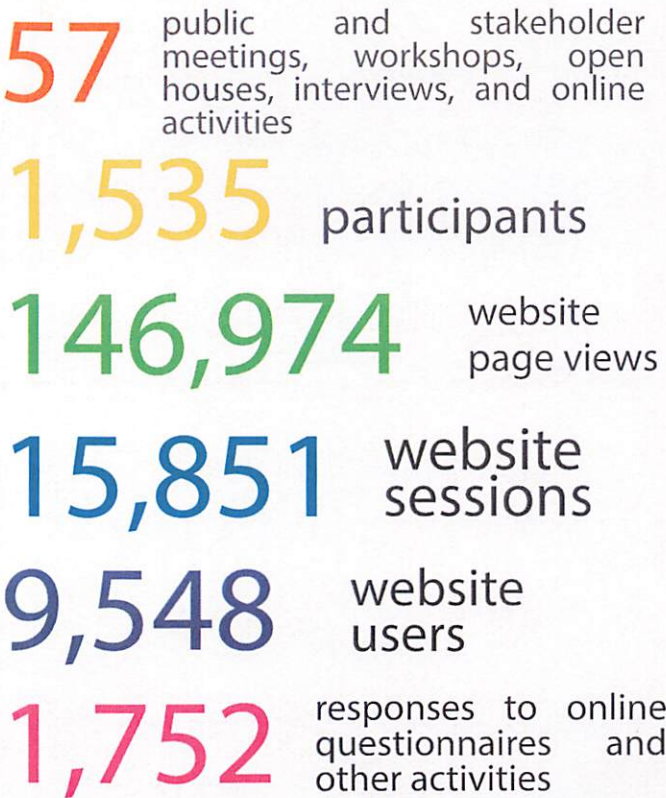 57
public and stakeholder
meetings, workshops, open
houses, interviews, and online
activities
1,535
participants
146,974
website
page views
15,851
website
sessions
9,548
website
users
1,752
responses to online
questionnaires and
other activities